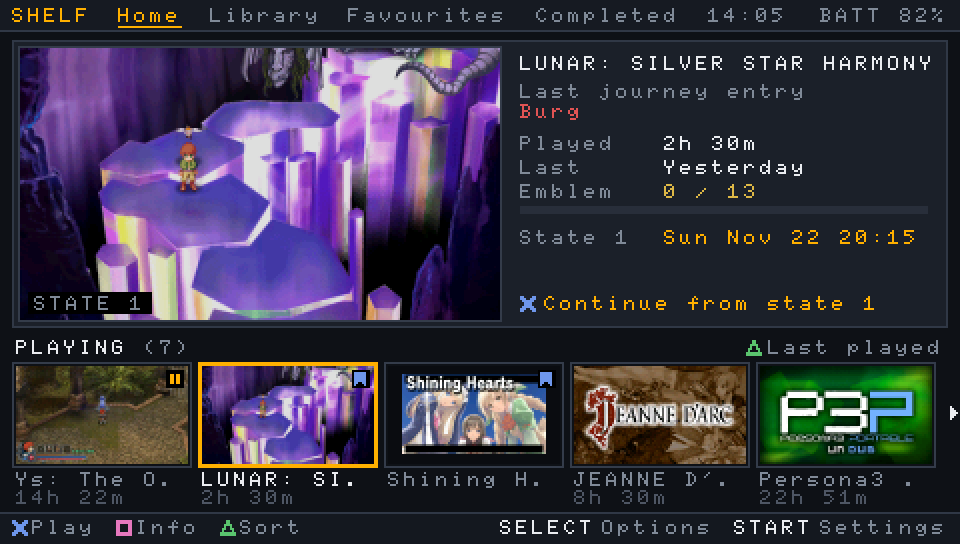 SHELF Home Library Favourites Completed 14:05 BATT 82%
LUNAR: SILVER STAR HARMONY
Last journey entry
Burg
Played 2h 30m
Last Yesterday
Emblem 0 / 13
State 1 Sun Nov 22 20:15
STATE 1
Continue from state 1
PLAYING (7)
Last played
Shining Hearts
JEANNE D'ARC
P3P
PERSONA3 PORTABLE
Ys: The O.
LUNAR: SI.
Shining H.
JEANNE D'.
Persona3 .
14h 22m
2h 30m
8h 30m
22h 51m
Play Info Sort SELECT Options START Settings